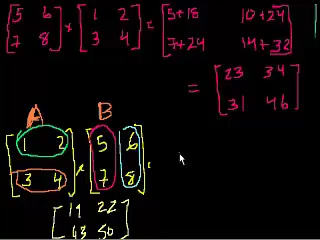 [5 6 7 8] * [1 2 3 4] = [5+18 10+24
7+24 14+32]
= [23 34
31 46]
A B
[1 2 3 4] * [5 6 7 8] =
[19 22
43 50]